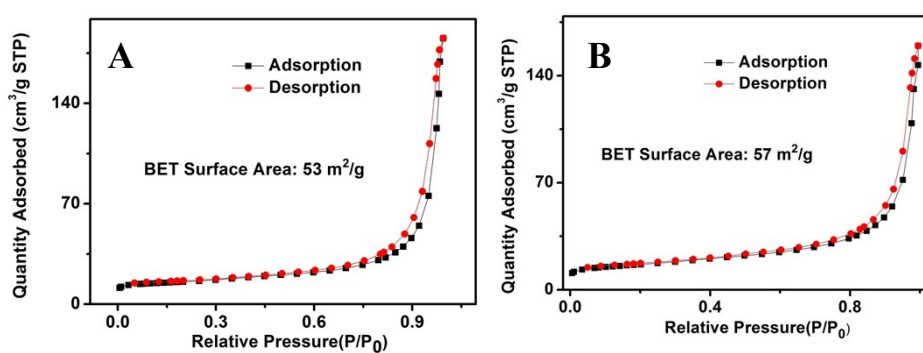 A
Adsorption
Desorption
BET Surface Area: 53 m²/g
Quantity Adsorbed (cm³/g STP)
140
70
0
0.0 0.3 0.6 0.9
Relative Pressure(P/P₀)
B
Adsorption
Desorption
BET Surface Area: 57 m²/g
Quantity Adsorbed (cm³/g STP)
140
70
0
0.0 0.4 0.8
Relative Pressure(P/P₀)